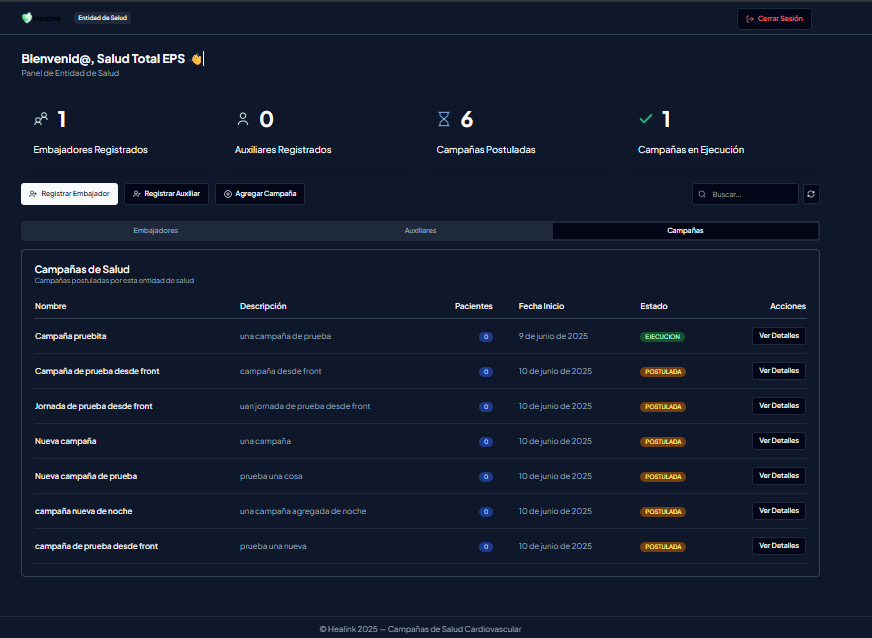 HeaLink Entidad de Salud Cerrar Sesión
Bienvenid@, Salud Total EPS 👋
Panel de Entidad de Salud
1 0 6 1
Embajadores Registrados Auxiliares Registrados Campañas Postuladas Campañas en Ejecución
Registrar Embajador Registrar Auxiliar Agregar Campaña Buscar...
Embajadores Auxiliares Campañas
Campañas de Salud
Campañas postuladas por esta entidad de salud
Nombre Descripción Pacientes Fecha Inicio Estado Acciones
Campaña pruebita una campaña de prueba 0 9 de junio de 2025 EJECUCION Ver Detalles
Campaña de prueba desde front campaña desde front 0 10 de junio de 2025 POSTULADA Ver Detalles
Jornada de prueba desde front uan jornada de prueba desde front 0 10 de junio de 2025 POSTULADA Ver Detalles
Nueva campaña una campaña 0 10 de junio de 2025 POSTULADA Ver Detalles
Nueva campaña de prueba prueba una cosa 0 10 de junio de 2025 POSTULADA Ver Detalles
campaña nueva de noche una campaña agregada de noche 0 10 de junio de 2025 POSTULADA Ver Detalles
campaña de prueba desde front prueba una nueva 0 10 de junio de 2025 POSTULADA Ver Detalles
© Healink 2025 — Campañas de Salud Cardiovascular